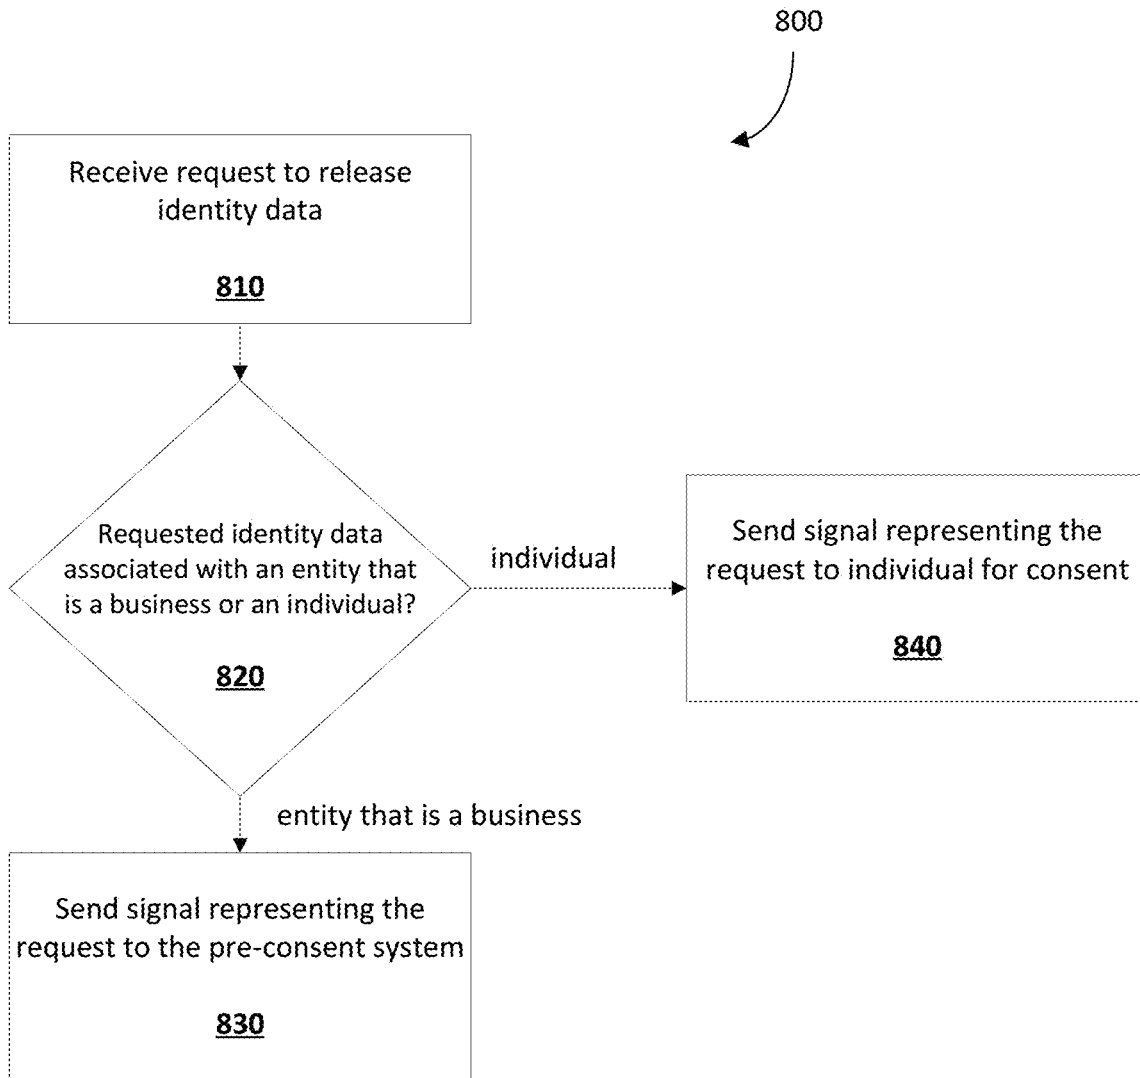 800
Receive request to release
identity data
810
Requested identity data
associated with an entity that
is a business or an individual?
820
individual
Send signal representing the
request to individual for consent
840
entity that is a business
Send signal representing the
request to the pre-consent system
830